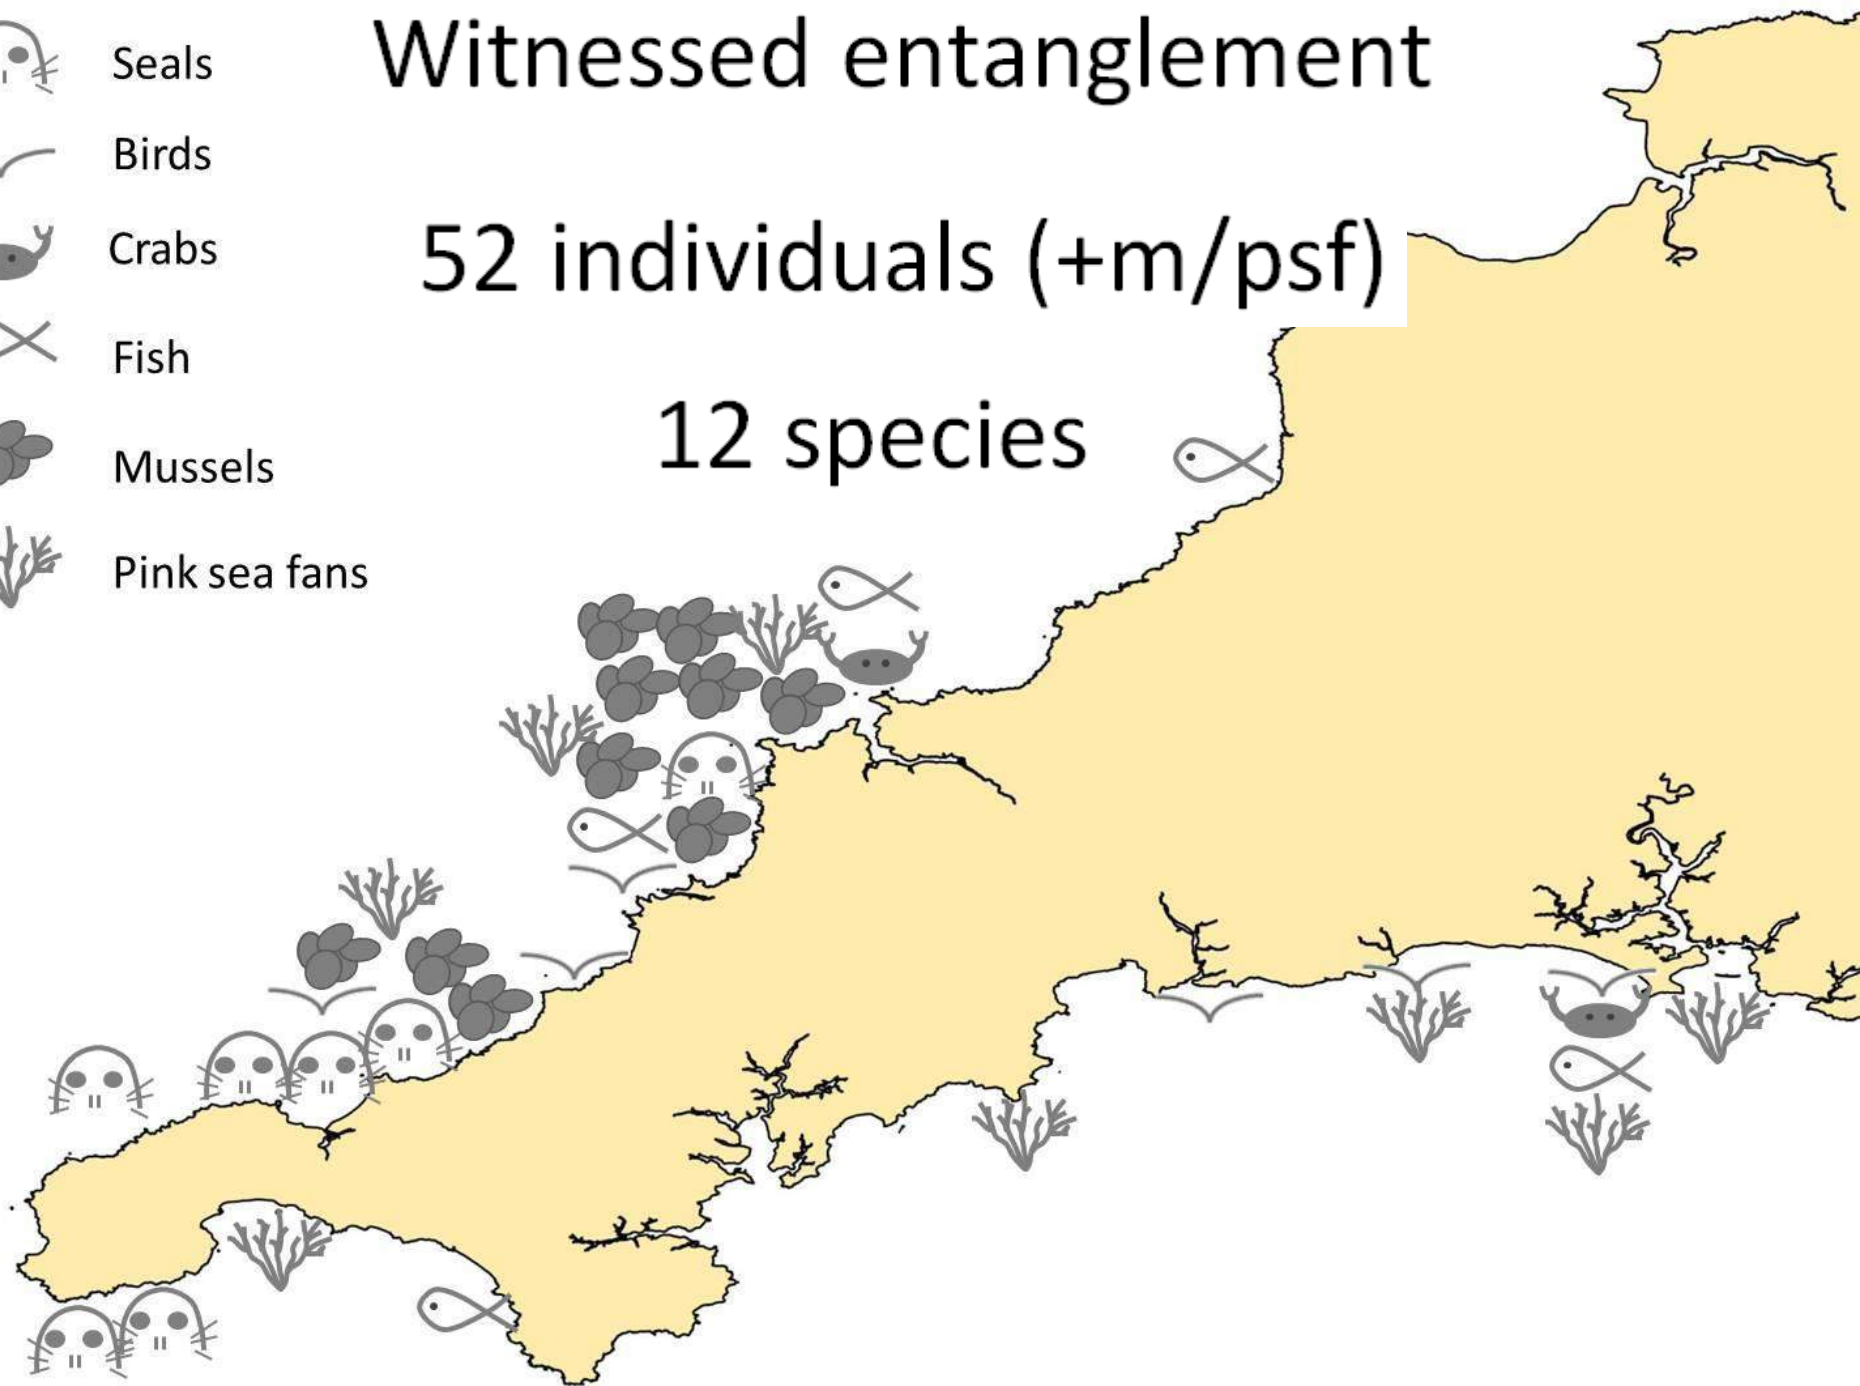 Witnessed entanglement
52 individuals (+m/psf)
12 species
Seals
Birds
Crabs
Fish
Mussels
Pink sea fans